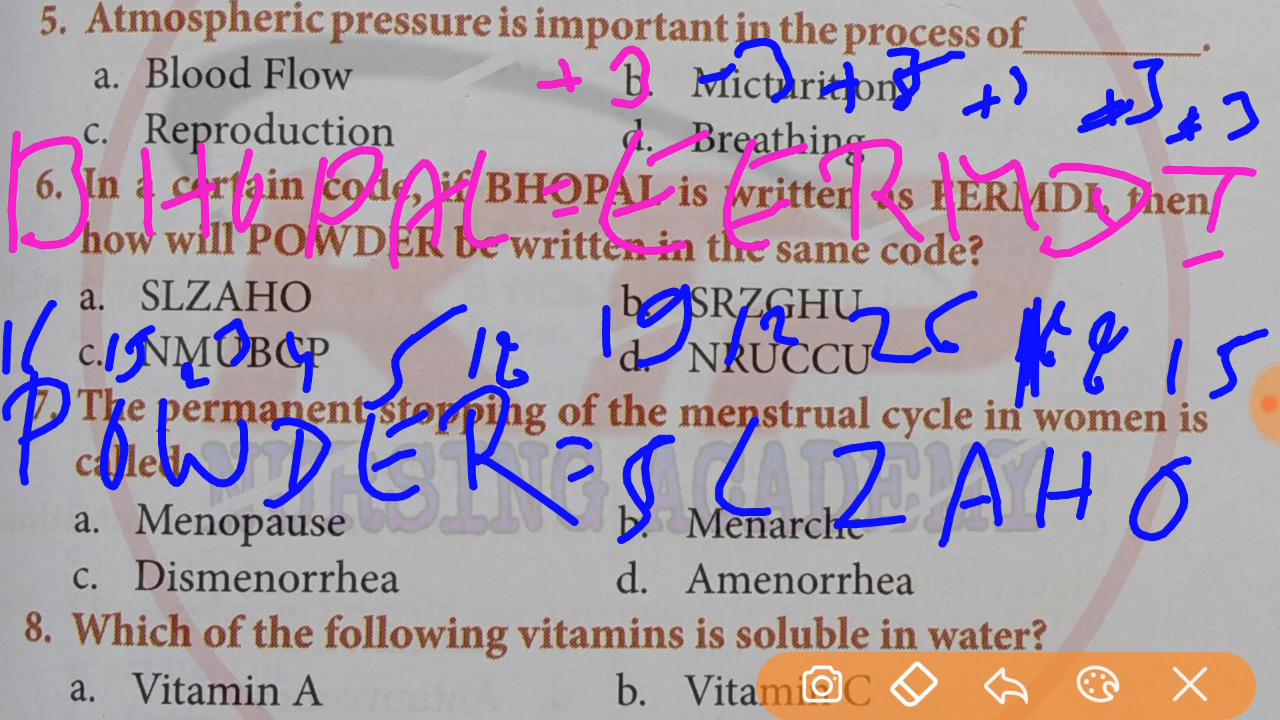 5. Atmospheric pressure is important in the process of__________.
a. Blood Flow b. Micturition
c. Reproduction d. Breathing
+3 -3 +3 +3
BHOPAL = EERMDI
6. In a certain code, if BHOPAL is written as EERMDI, then
how will POWDER be written in the same code?
a. SLZAHO b. SRZGHU
c. NMUBCP d. NRUCCU
16 15 23 4 5 18 19 12 26 1 8 15
POWDER = SLZAHO
7. The permanent stopping of the menstrual cycle in women is
called
NURSING ACADEMY
a. Menopause b. Menarche
c. Dismenorrhea d. Amenorrhea
8. Which of the following vitamins is soluble in water?
a. Vitamin A b. Vitamin C